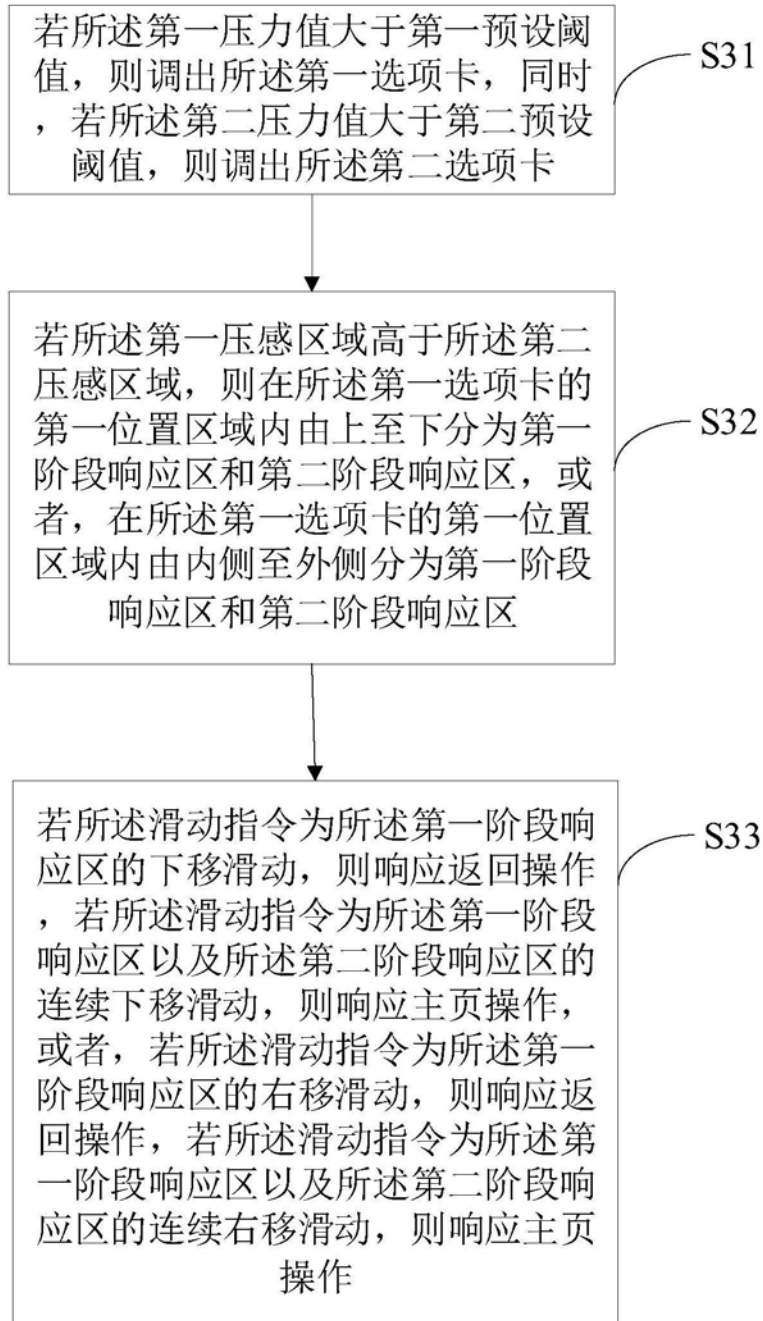 若所述第一压力值大于第一预设阈
值，则调出所述第一选项卡，同时
，若所述第二压力值大于第二预设
阈值，则调出所述第二选项卡
S31
若所述第一压感区域高于所述第二
压感区域，则在所述第一选项卡的
第一位置区域内由上至下分为第一
阶段响应区和第二阶段响应区，或
者，在所述第一选项卡的第一位置
区域内由内侧至外侧分为第一阶段
响应区和第二阶段响应区
S32
若所述滑动指令为所述第一阶段响
应区的下移滑动，则响应返回操作
，若所述滑动指令为所述第一阶段
响应区以及所述第二阶段响应区的
连续下移滑动，则响应主页操作，
或者，若所述滑动指令为所述第一
阶段响应区的右移滑动，则响应返
回操作，若所述滑动指令为所述第
一阶段响应区以及所述第二阶段响
应区的连续右移滑动，则响应主页
操作
S33